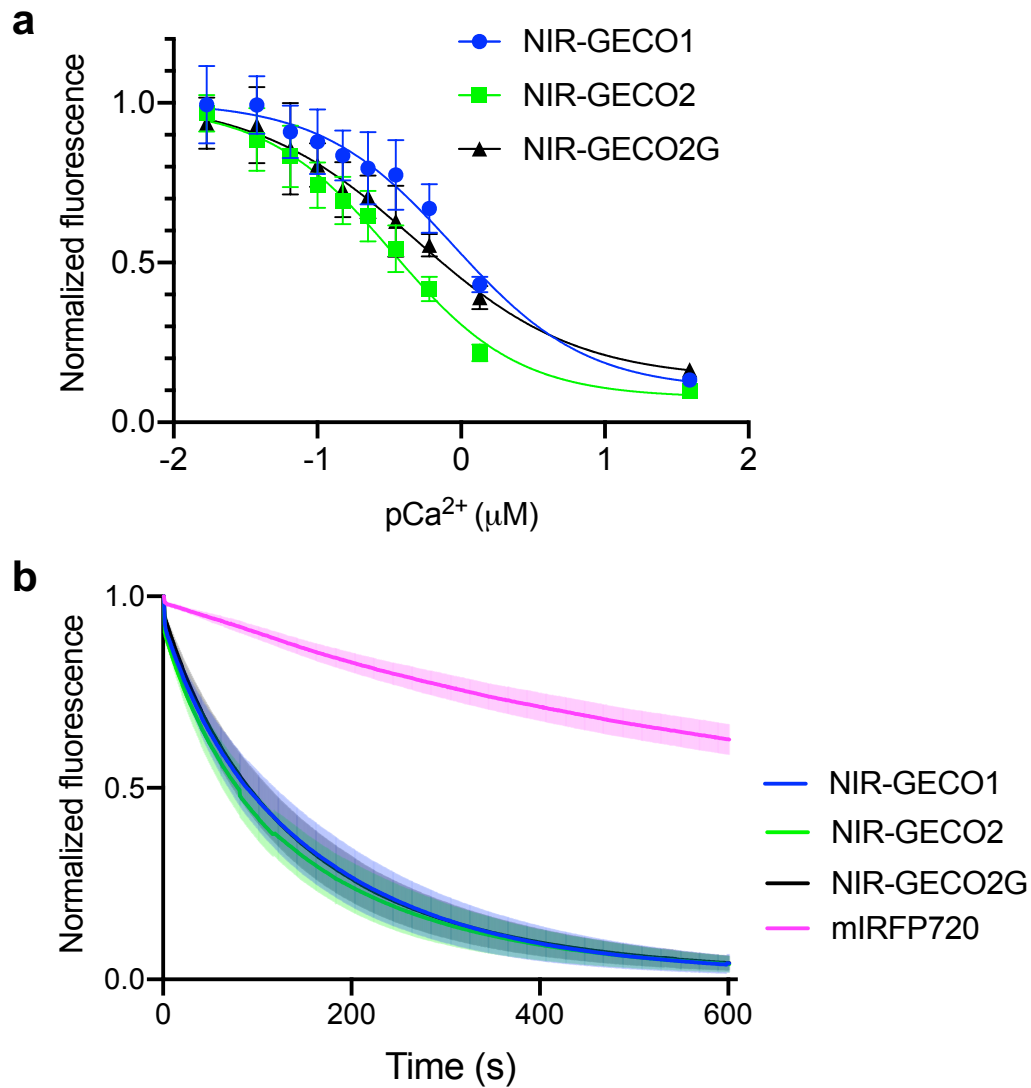 a
NIR-GECO1
NIR-GECO2
NIR-GECO2G
Normalized fluorescence
1.0
0.5
0.0
-2 -1 0 1 2
pCa²⁺ (μM)
b
Normalized fluorescence
1.0
0.5
0.0
0 200 400 600
Time (s)
NIR-GECO1
NIR-GECO2
NIR-GECO2G
mIRFP720